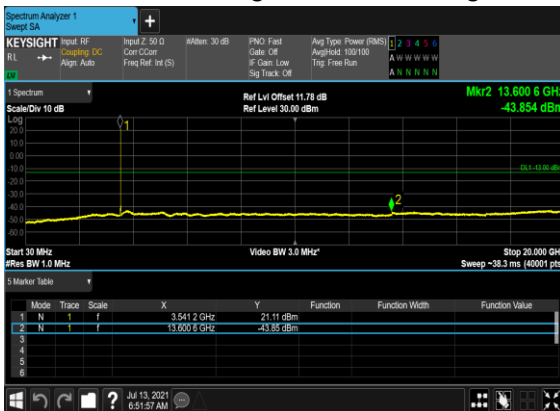 Spectrum Analyzer 1
Swept SA
KEYSIGHT
RL
Input: RF
Coupling: DC
Align: Auto
Input Z: 50 Ω
Corr CCorr
Freq Ref: Int (S)
#Atten: 30 dB
PNO: Fast
Gate: Off
IF Gain: Low
Sig Track: Off
Avg Type: Power (RMS)
Avg|Hold: 100/100
Trig: Free Run
1 2 3 4 5 6
A W W W W W
A N N N N N
1 Spectrum
Scale/Div 10 dB
Ref Lvl Offset 11.78 dB
Ref Level 30.00 dBm
Mkr2 13.600 6 GHz
-43.854 dBm
Log
20.0
10.0
0.00
-10.0
-20.0
-30.0
-40.0
-50.0
-60.0
1
2
DL1 -13.00 dBm
Start 30 MHz
#Res BW 1.0 MHz
Video BW 3.0 MHz*
Stop 20.000 GHz
Sweep ~38.3 ms (40001 pts)
5 Marker Table
Mode Trace Scale X Y Function Function Width Function Value
1 N 1 f 3.541 2 GHz 21.11 dBm
2 N 1 f 13.600 6 GHz -43.85 dBm
3
4
5
6
?
Jul 13, 2021
6:51:57 AM